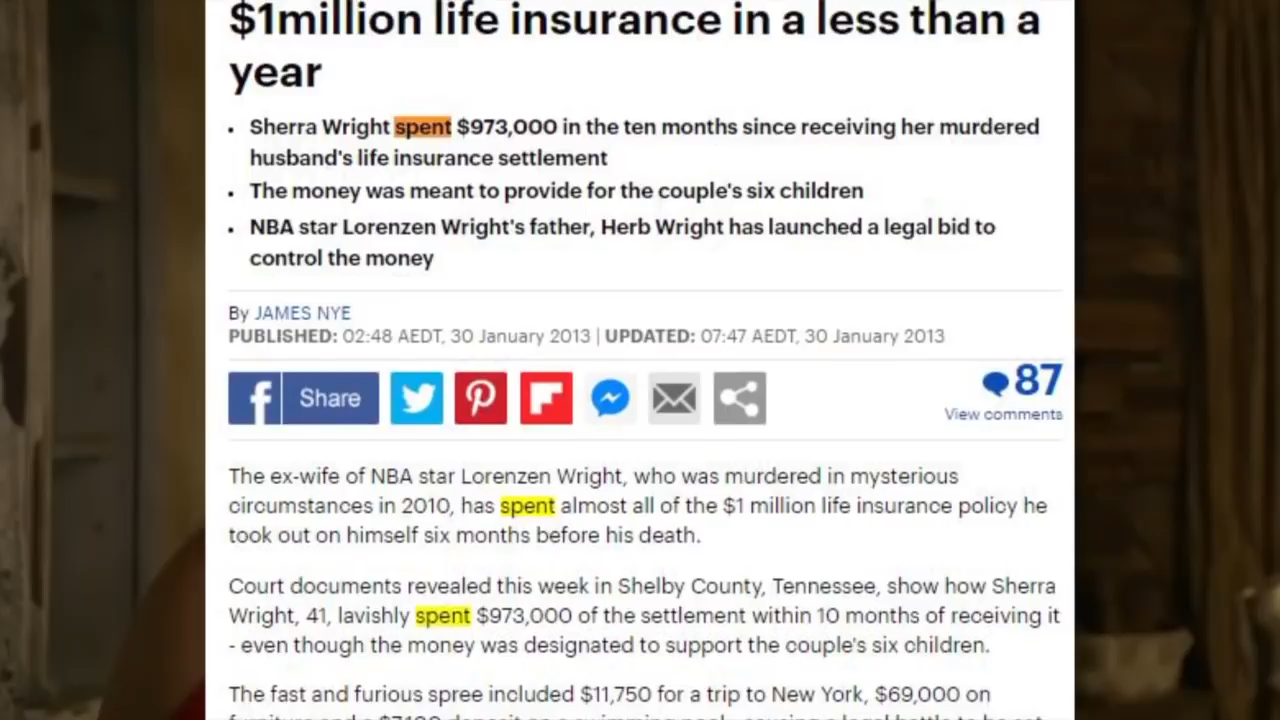 $1million life insurance in a less than a
year
• Sherra Wright spent $973,000 in the ten months since receiving her murdered
husband's life insurance settlement
• The money was meant to provide for the couple's six children
• NBA star Lorenzen Wright's father, Herb Wright has launched a legal bid to
control the money
By JAMES NYE
PUBLISHED: 02:48 AEDT, 30 January 2013 | UPDATED: 07:47 AEDT, 30 January 2013
f Share
87
View comments
The ex-wife of NBA star Lorenzen Wright, who was murdered in mysterious
circumstances in 2010, has spent almost all of the $1 million life insurance policy he
took out on himself six months before his death.
Court documents revealed this week in Shelby County, Tennessee, show how Sherra
Wright, 41, lavishly spent $973,000 of the settlement within 10 months of receiving it
- even though the money was designated to support the couple's six children.
The fast and furious spree included $11,750 for a trip to New York, $69,000 on